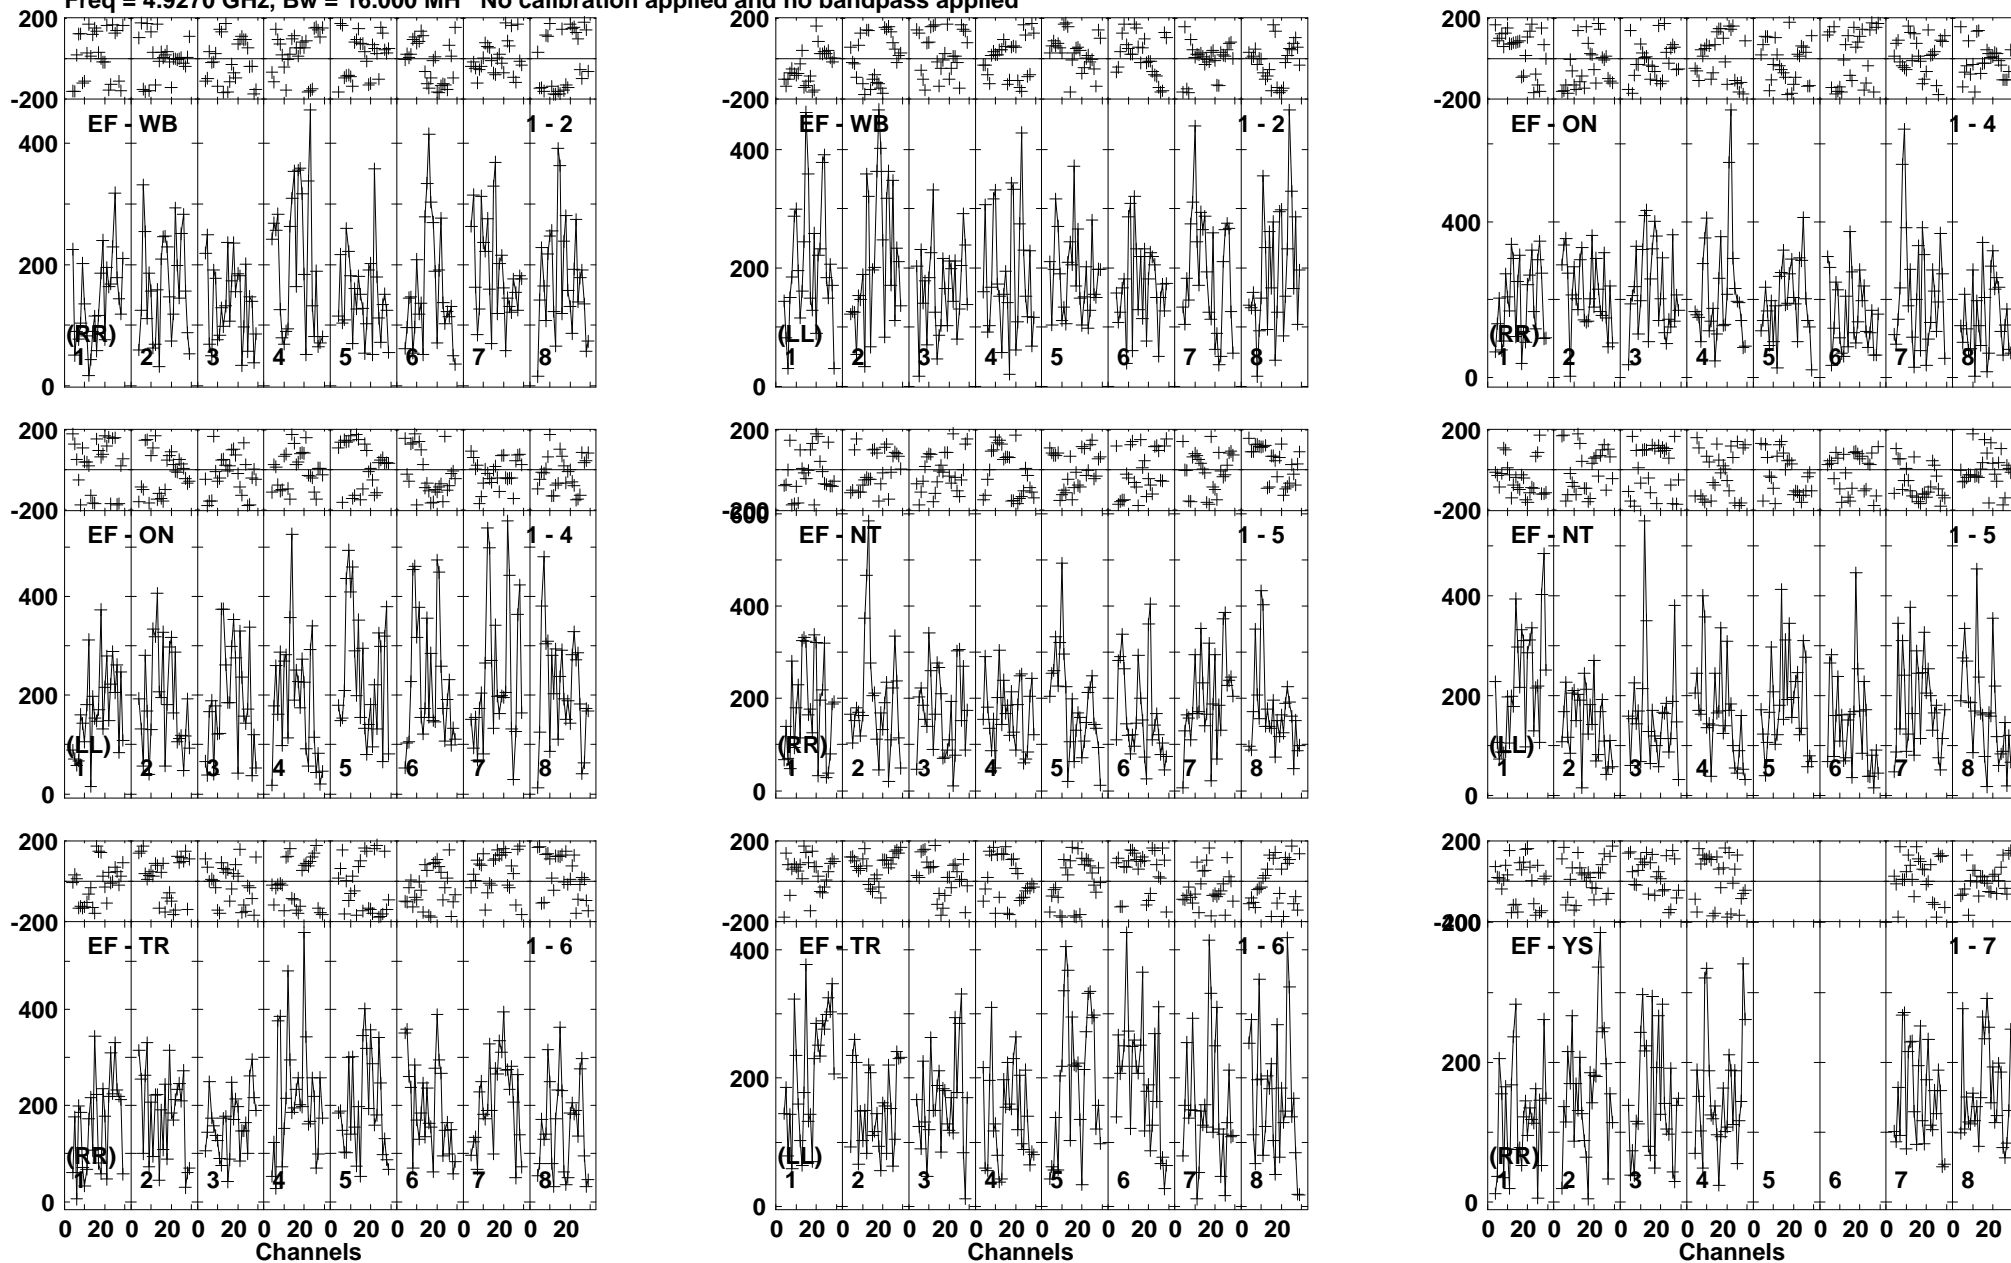 Freq = 4.9270 GHz, Bw = 16.000 MH No calibration applied and no bandpass applied
200 200 200
-200 -200 -200
EF - WB 1 - 2 EF - WB 1 - 2 EF - ON 1 - 4
400 400 400
200 200
(RR) (LL) (RR)
1 2 3 4 5 6 7 8 1 2 3 4 5 6 7 8 1 2 3 4 5 6 7 8
0 0 0
200 200 200
-200 -200 -200
600
EF - ON 1 - 4 EF - NT 1 - 5 EF - NT 1 - 5
400 400 400
200 200 200
(LL) (RR) (LL)
1 2 3 4 5 6 7 8 1 2 3 4 5 6 7 8 1 2 3 4 5 6 7 8
0 0 0
200 200 200
-200 -200 -200
400
EF - TR 1 - 6 EF - TR 1 - 6 EF - YS 1 - 7
400 400
200 200 200
(RR) (LL) (RR)
1 2 3 4 5 6 7 8 1 2 3 4 5 6 7 8 1 2 3 4 5 6 7 8
0 0 0
0 20 0 20 0 20 0 20 0 20 0 20 0 20 0 20 0 20 0 20 0 20 0 20 0 20 0 20 0 20 0 20 0 20 0 20 0 20 0 20 0 20 0 20 0 20 0 20
Channels Channels Channels